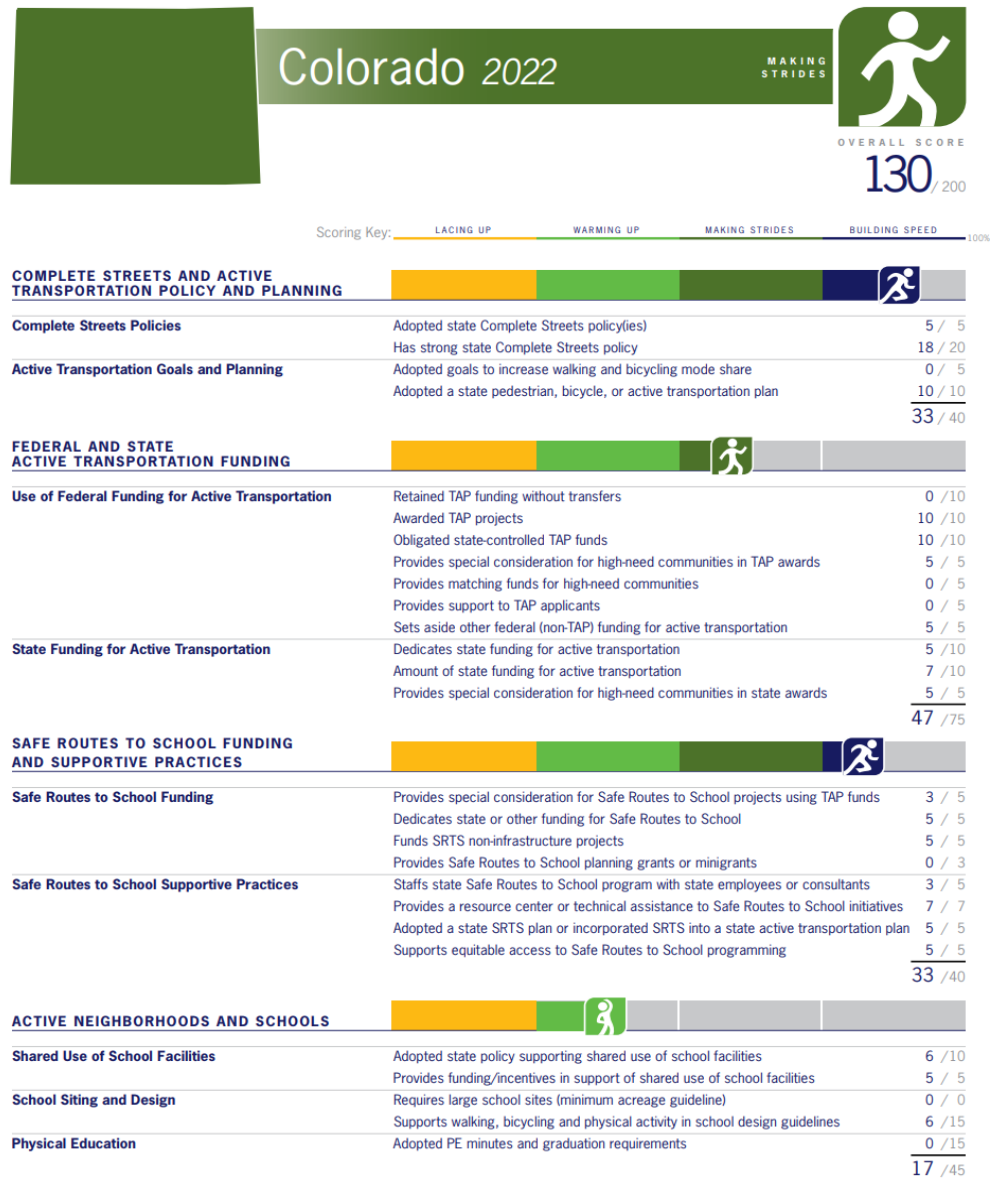 Colorado 2022
MAKING
STRIDES
OVERALL SCORE
130/200
Scoring Key: LACING UP WARMING UP MAKING STRIDES BUILDING SPEED 100%
COMPLETE STREETS AND ACTIVE
TRANSPORTATION POLICY AND PLANNING
Complete Streets Policies Adopted state Complete Streets policy(ies) 5 / 5
Has strong state Complete Streets policy 18 / 20
Active Transportation Goals and Planning Adopted goals to increase walking and bicycling mode share 0 / 5
Adopted a state pedestrian, bicycle, or active transportation plan 10 / 10
33 / 40
FEDERAL AND STATE
ACTIVE TRANSPORTATION FUNDING
Use of Federal Funding for Active Transportation Retained TAP funding without transfers 0 /10
Awarded TAP projects 10 /10
Obligated state-controlled TAP funds 10 /10
Provides special consideration for high-need communities in TAP awards 5 / 5
Provides matching funds for high-need communities 0 / 5
Provides support to TAP applicants 0 / 5
Sets aside other federal (non-TAP) funding for active transportation 5 / 5
State Funding for Active Transportation Dedicates state funding for active transportation 5 /10
Amount of state funding for active transportation 7 /10
Provides special consideration for high-need communities in state awards 5 / 5
47 /75
SAFE ROUTES TO SCHOOL FUNDING
AND SUPPORTIVE PRACTICES
Safe Routes to School Funding Provides special consideration for Safe Routes to School projects using TAP funds 3 / 5
Dedicates state or other funding for Safe Routes to School 5 / 5
Funds SRTS non-infrastructure projects 5 / 5
Provides Safe Routes to School planning grants or minigrants 0 / 3
Safe Routes to School Supportive Practices Staffs state Safe Routes to School program with state employees or consultants 3 / 5
Provides a resource center or technical assistance to Safe Routes to School initiatives 7 / 7
Adopted a state SRTS plan or incorporated SRTS into a state active transportation plan 5 / 5
Supports equitable access to Safe Routes to School programming 5 / 5
33 /40
ACTIVE NEIGHBORHOODS AND SCHOOLS
Shared Use of School Facilities Adopted state policy supporting shared use of school facilities 6 /10
Provides funding/incentives in support of shared use of school facilities 5 / 5
School Siting and Design Requires large school sites (minimum acreage guideline) 0 / 0
Supports walking, bicycling and physical activity in school design guidelines 6 /15
Physical Education Adopted PE minutes and graduation requirements 0 /15
17 /45